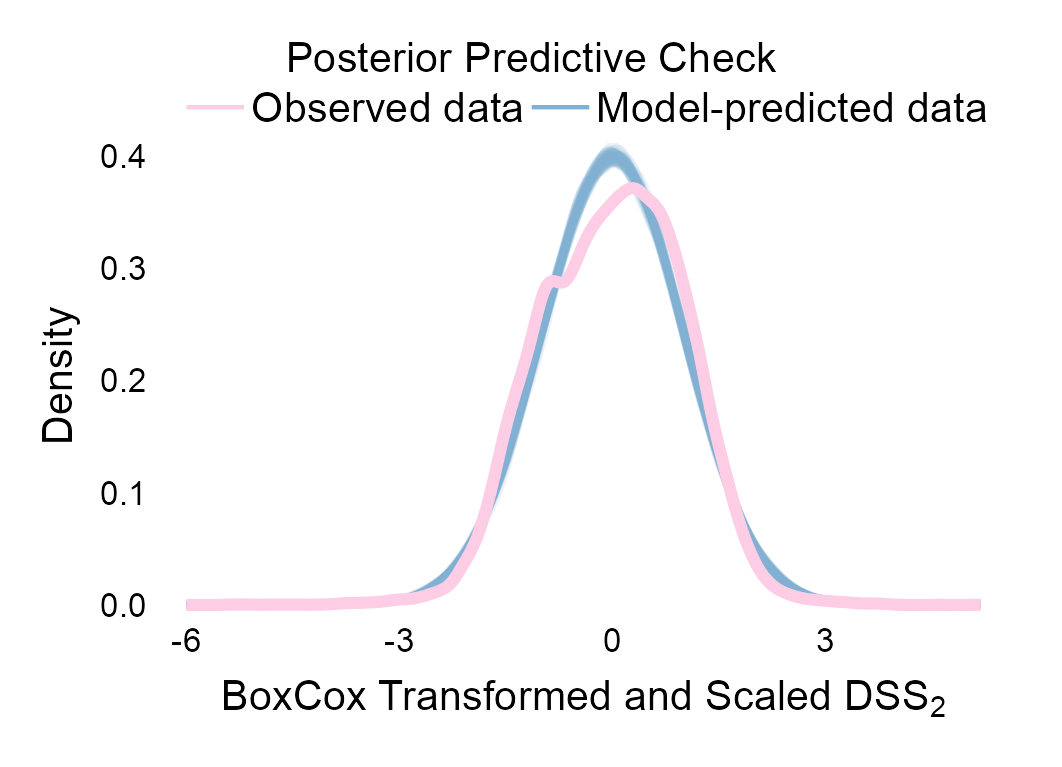 Posterior Predictive Check
Observed data Model-predicted data
0.4
0.3
0.2
0.1
0.0
Density
-6 -3 0 3
BoxCox Transformed and Scaled DSS₂